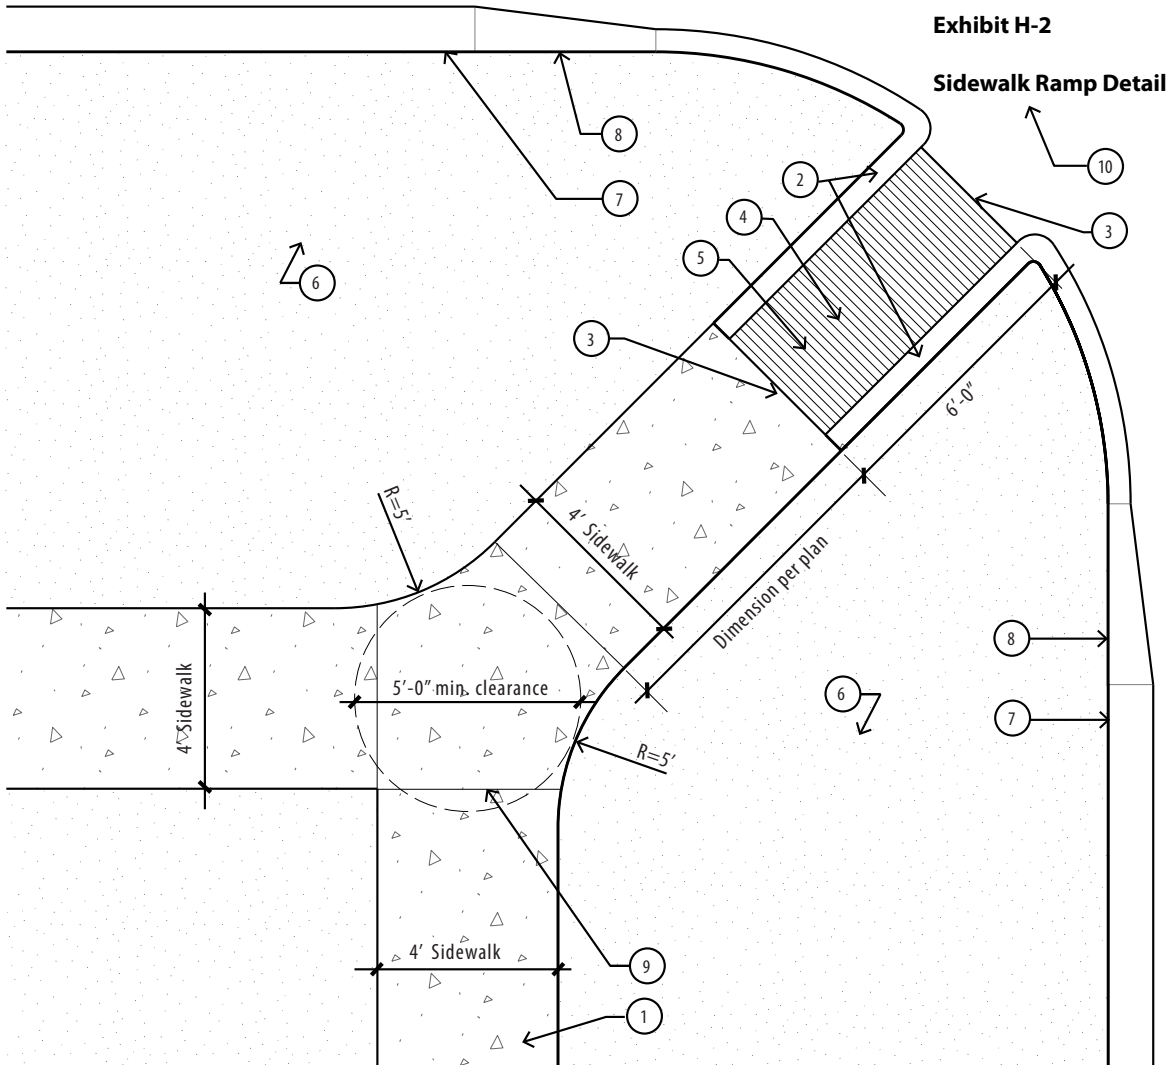 Exhibit H-2
Sidewalk Ramp Detail
8
10
7
2
4
3
5
6
3
6'-0"
R=5'
4' Sidewalk
Dimension per plan
8
4' Sidewalk
5'-0" min. clearance
6
7
R=5'
4' Sidewalk
9
1